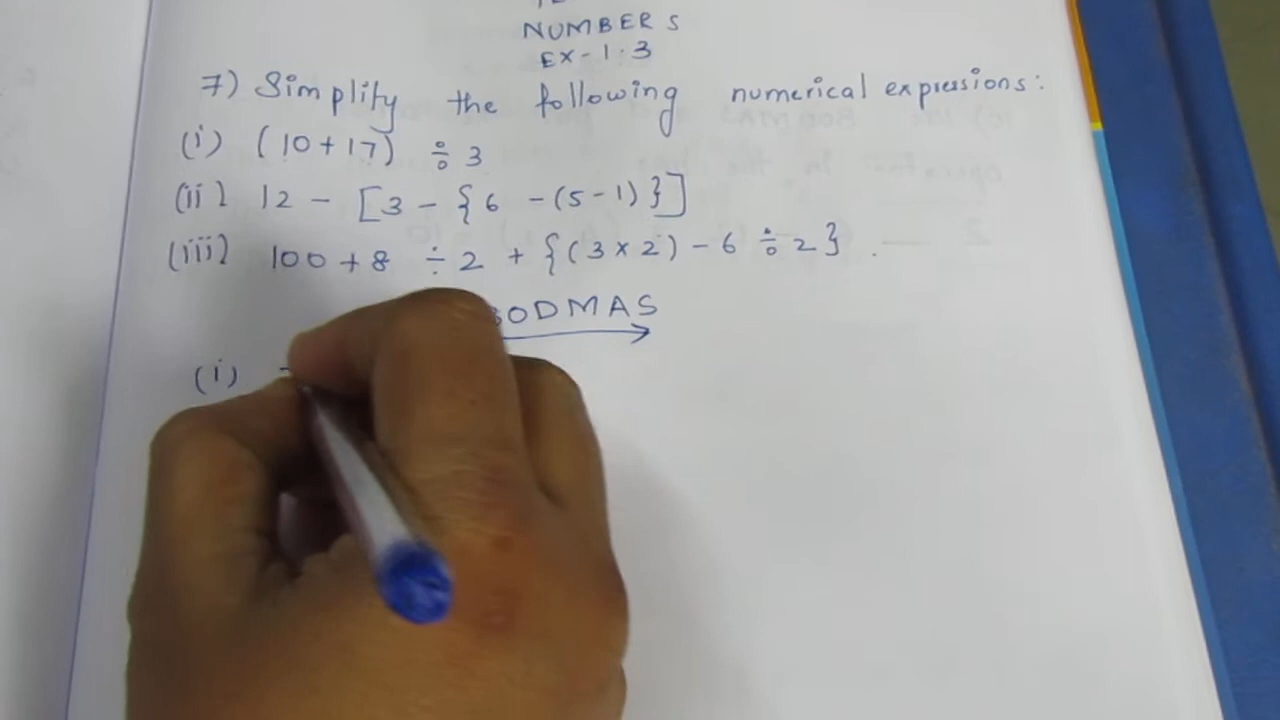 NUMBERS
EX-1.3
7) Simplify the following numerical expressions:
(i) (10+17) ÷ 3
(ii) 12 - [3 - {6 - (5-1)}]
(iii) 100 + 8 ÷ 2 + {(3×2) - 6 ÷ 2}.
BODMAS
(i)